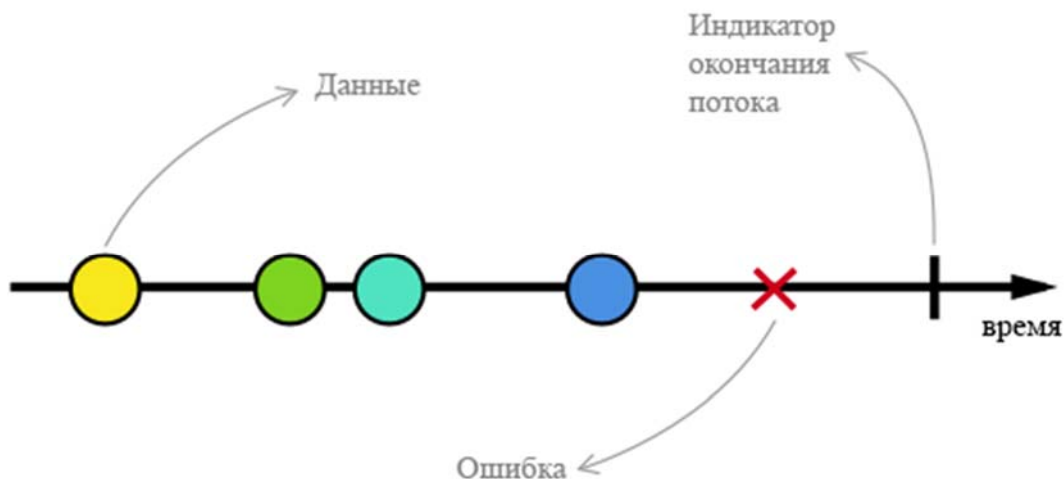 Индикатор
окончания
потока
Данные
время
Ошибка